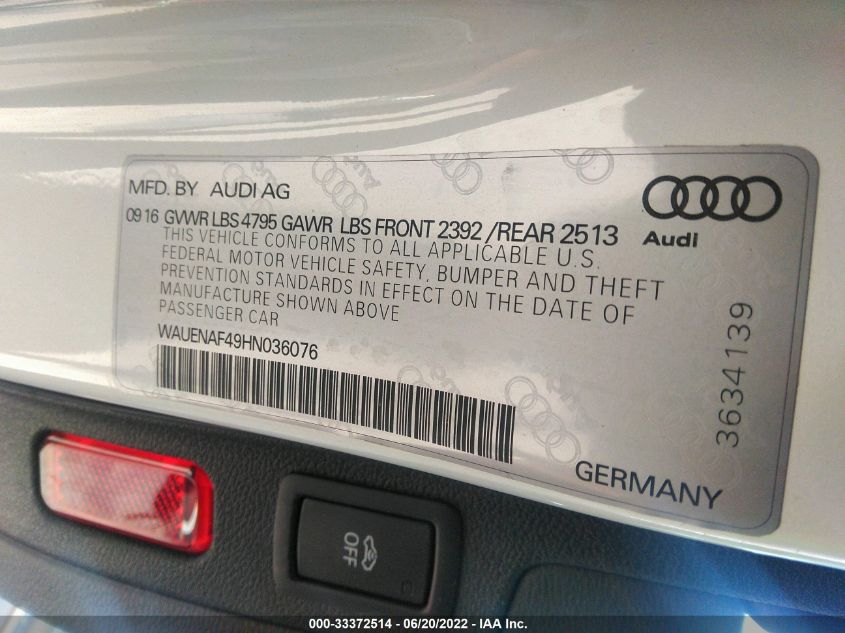 MFD. BY AUDI AG
09 16 GVWR LBS 4795 GAWR LBS FRONT 2392 /REAR 2513
THIS VEHICLE CONFORMS TO ALL APPLICABLE U.S.
FEDERAL MOTOR VEHICLE SAFETY, BUMPER AND THEFT
PREVENTION STANDARDS IN EFFECT ON THE DATE OF
MANUFACTURE SHOWN ABOVE
PASSENGER CAR
WAUENAF49HN036076
Audi
3634139
GERMANY
OFF
000-33372514 - 06/20/2022 - IAA Inc.